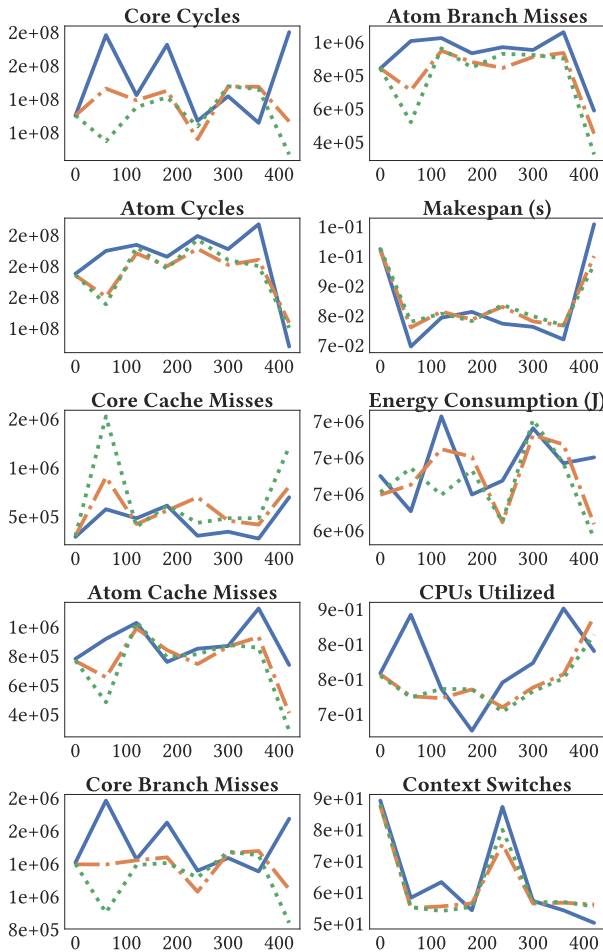 Core Cycles
2e+08
2e+08
1e+08
1e+08
0 100 200 300 400
Atom Branch Misses
1e+06
8e+05
6e+05
4e+05
0 100 200 300 400
Atom Cycles
2e+08
2e+08
2e+08
1e+08
0 100 200 300 400
Makespan (s)
1e-01
1e-01
9e-02
8e-02
7e-02
0 100 200 300 400
Core Cache Misses
2e+06
1e+06
5e+05
0 100 200 300 400
Energy Consumption (J)
7e+06
7e+06
7e+06
6e+06
0 100 200 300 400
Atom Cache Misses
1e+06
8e+05
6e+05
4e+05
0 100 200 300 400
CPUs Utilized
9e-01
8e-01
8e-01
7e-01
0 100 200 300 400
Core Branch Misses
2e+06
2e+06
1e+06
1e+06
8e+05
0 100 200 300 400
Context Switches
9e+01
8e+01
7e+01
6e+01
5e+01
0 100 200 300 400